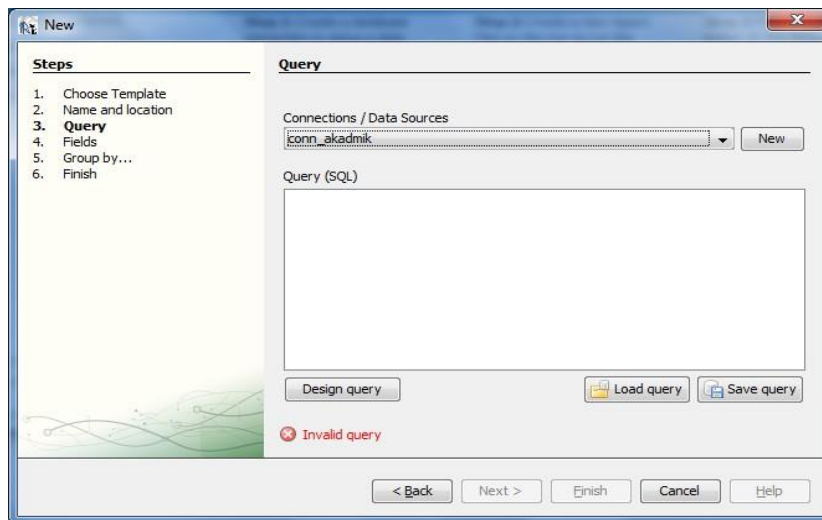 New
Steps
1. Choose Template
2. Name and location
3. Query
4. Fields
5. Group by...
6. Finish
Query
Connections / Data Sources
conn_akadmik
New
Query (SQL)
Design query
Load query
Save query
Invalid query
< Back
Next >
Finish
Cancel
Help